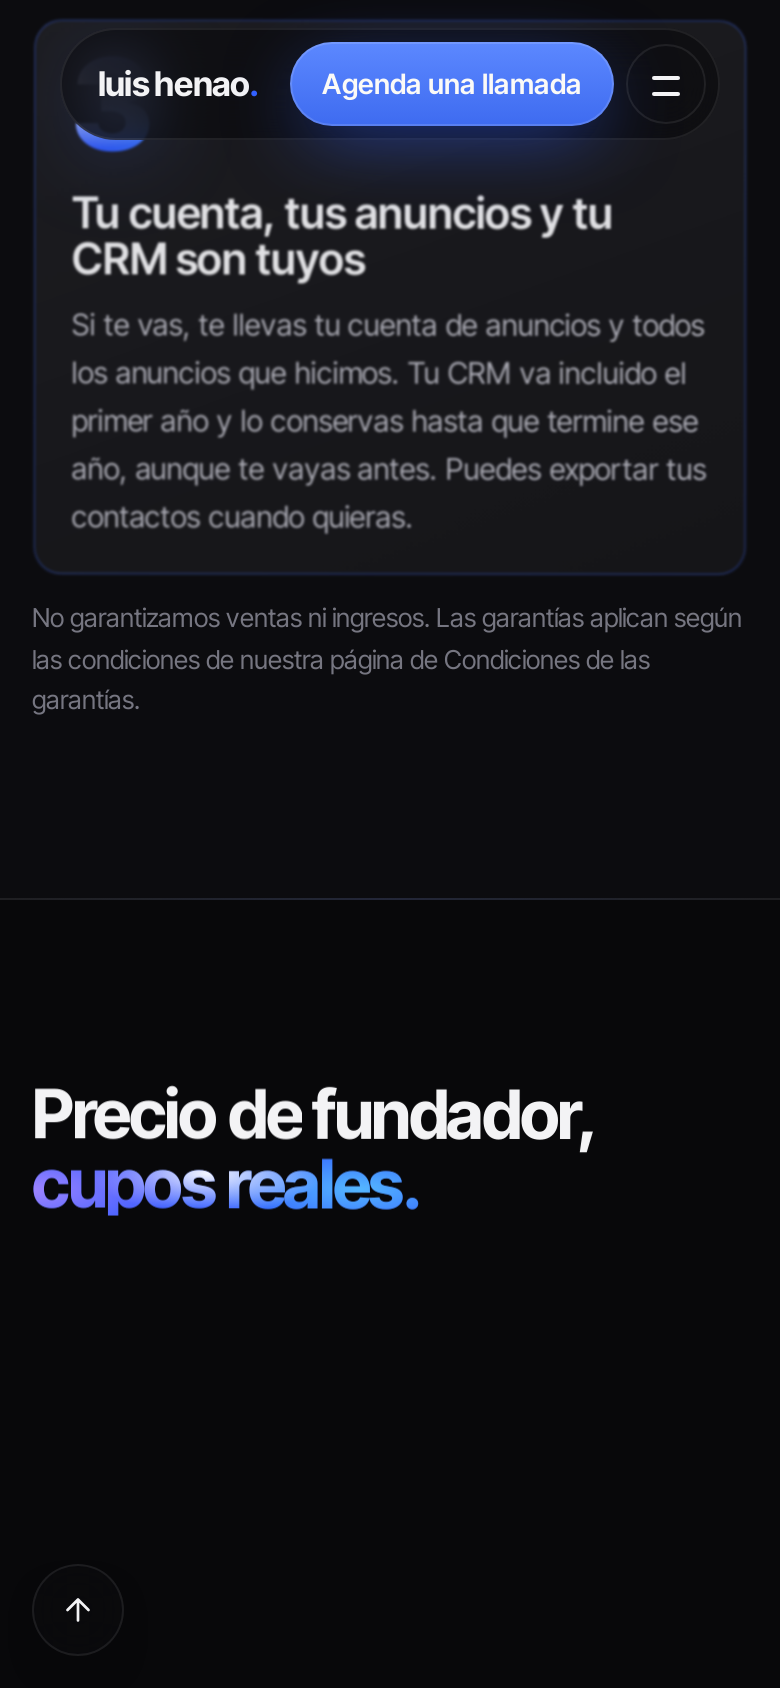 luis henao.
Agenda una llamada
3
Tu cuenta, tus anuncios y tu
CRM son tuyos
Si te vas, te llevas tu cuenta de anuncios y todos
los anuncios que hicimos. Tu CRM va incluido el
primer año y lo conservas hasta que termine ese
año, aunque te vayas antes. Puedes exportar tus
contactos cuando quieras.
No garantizamos ventas ni ingresos. Las garantías aplican según
las condiciones de nuestra página de Condiciones de las
garantías.
Precio de fundador,
cupos reales.